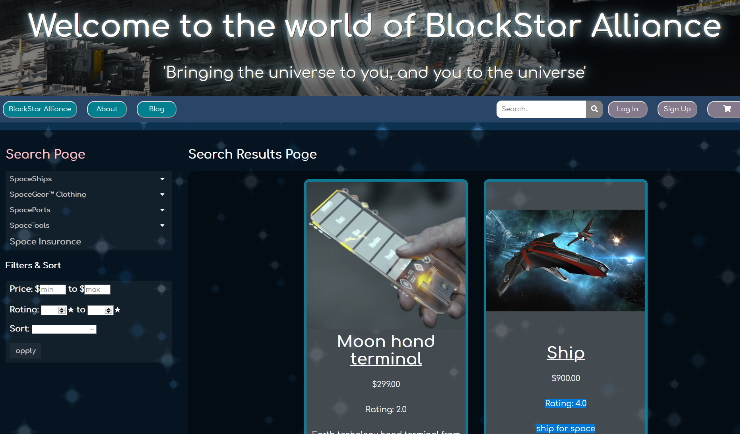 Welcome to the world of BlackStar Alliance
'Bringing the universe to you, and you to the universe'
BlackStar Alliance
About
Blog
Search..
Log In
Sign Up
Search Page
SpaceShips
SpaceGear™ Clothing
SpaceParts
SpaceTools
Space Insurance
Filters & Sort
Price: $min to $max
Rating: ★ to ★
Sort:
apply
Search Results Page
Moon hand
terminal
$299.00
Rating: 2.0
Earth techology hand terminal from
Ship
$900.00
Rating: 4.0
ship for space